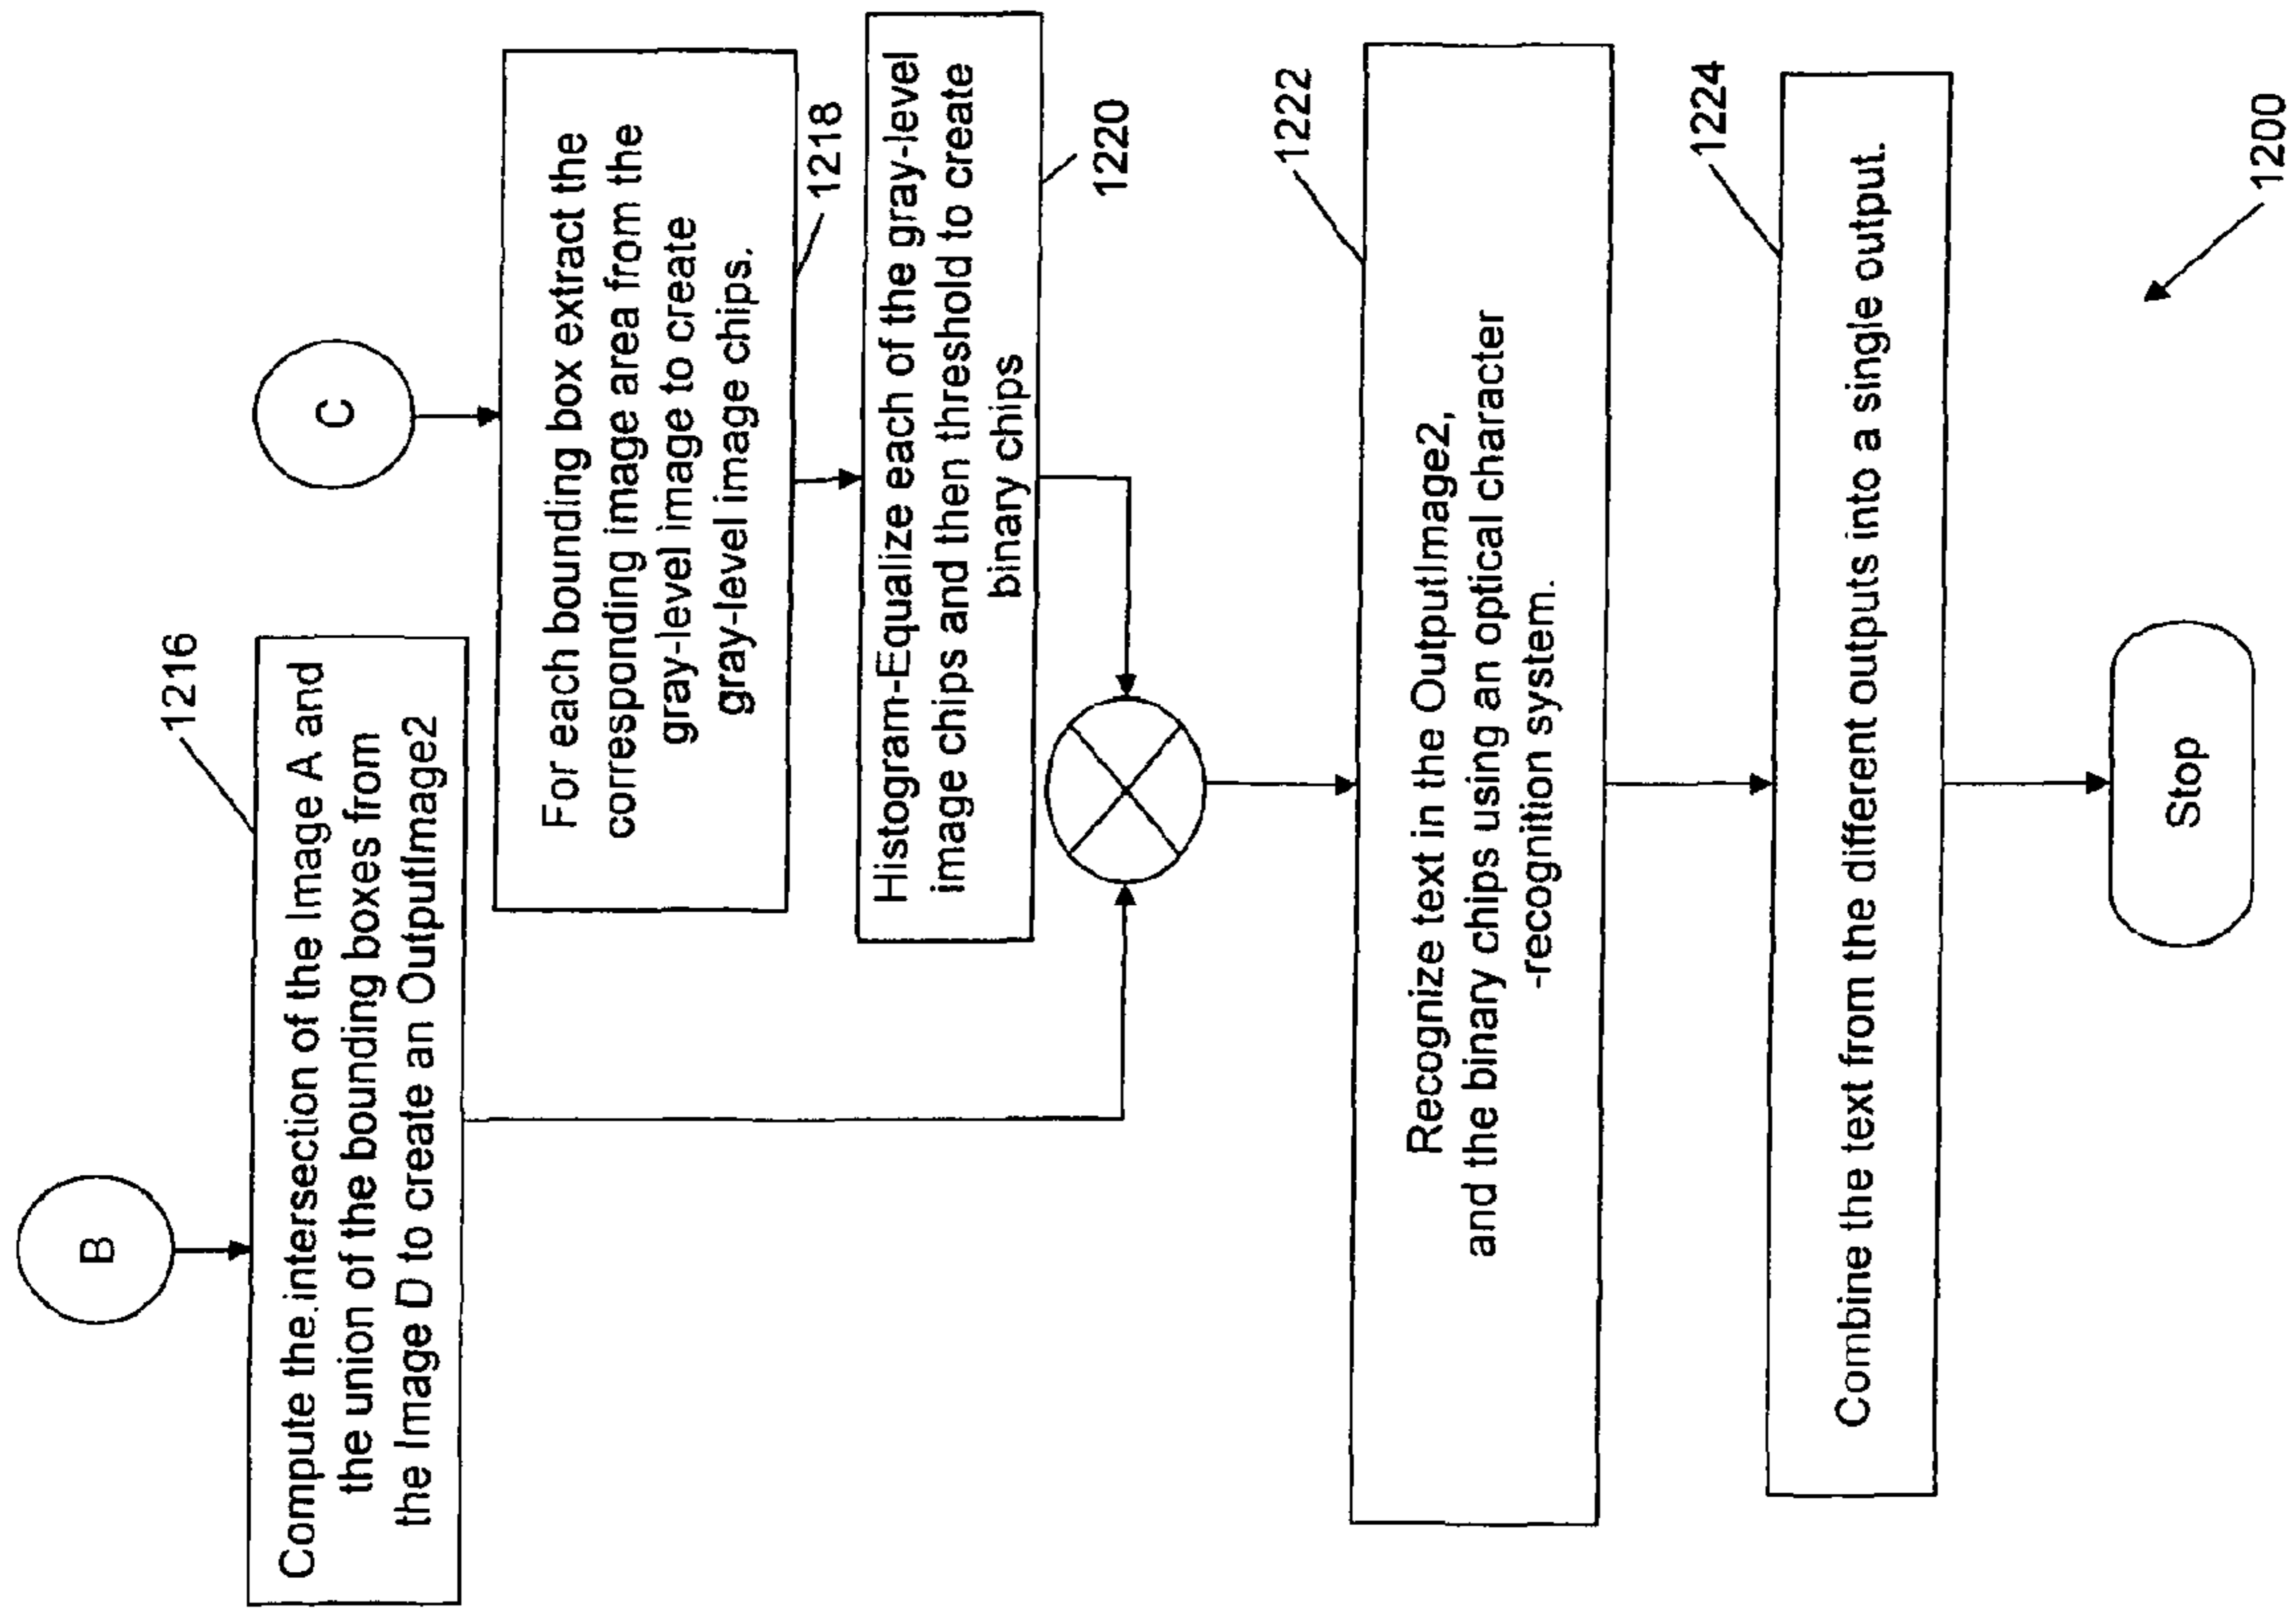 B
1216
Compute the intersection of the Image A and
the union of the bounding boxes from
the Image D to create an OutputImage2
C
For each bounding box extract the
corresponding image area from the
gray-level image to create
gray-level image chips.
1218
Histogram-Equalize each of the gray-level
image chips and then threshold to create
binary chips
1220
1222
Recognize text in the OutputImage2,
and the binary chips using an optical character
-recognition system.
1224
Combine the text from the different outputs into a single output.
Stop
1200